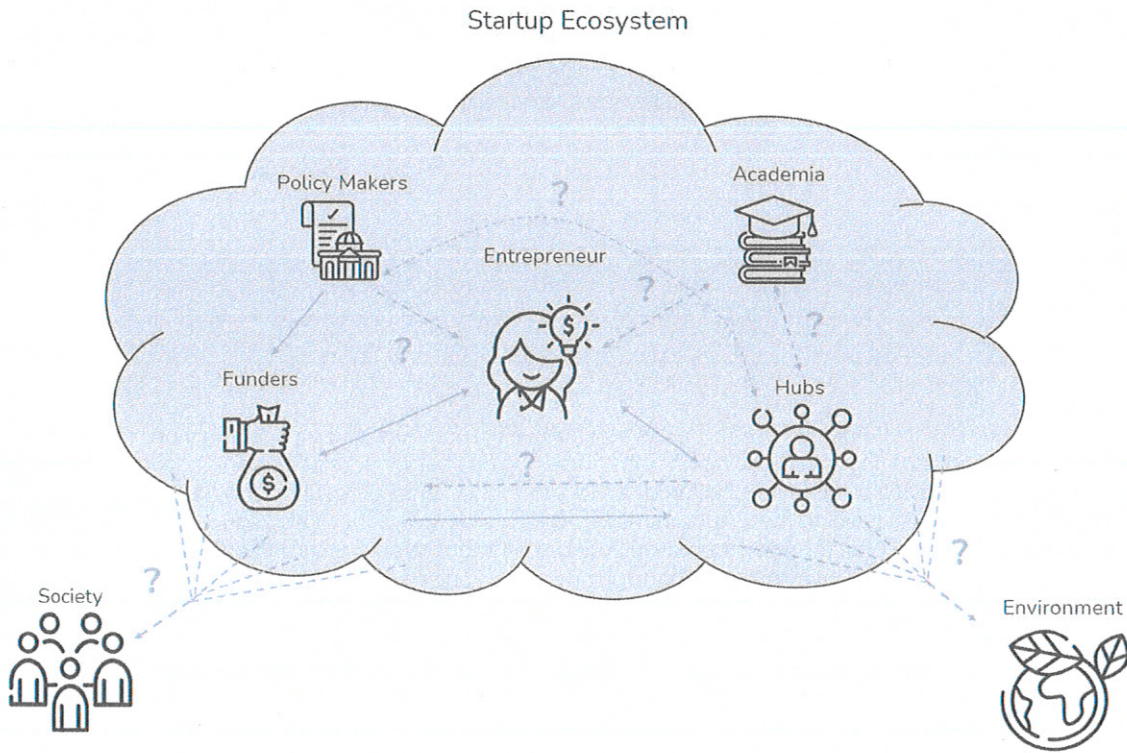 Startup Ecosystem
Policy Makers
?
Academia
Entrepreneur
?
?
?
Funders
$
Hubs
?
$
?
?
Society
Environment